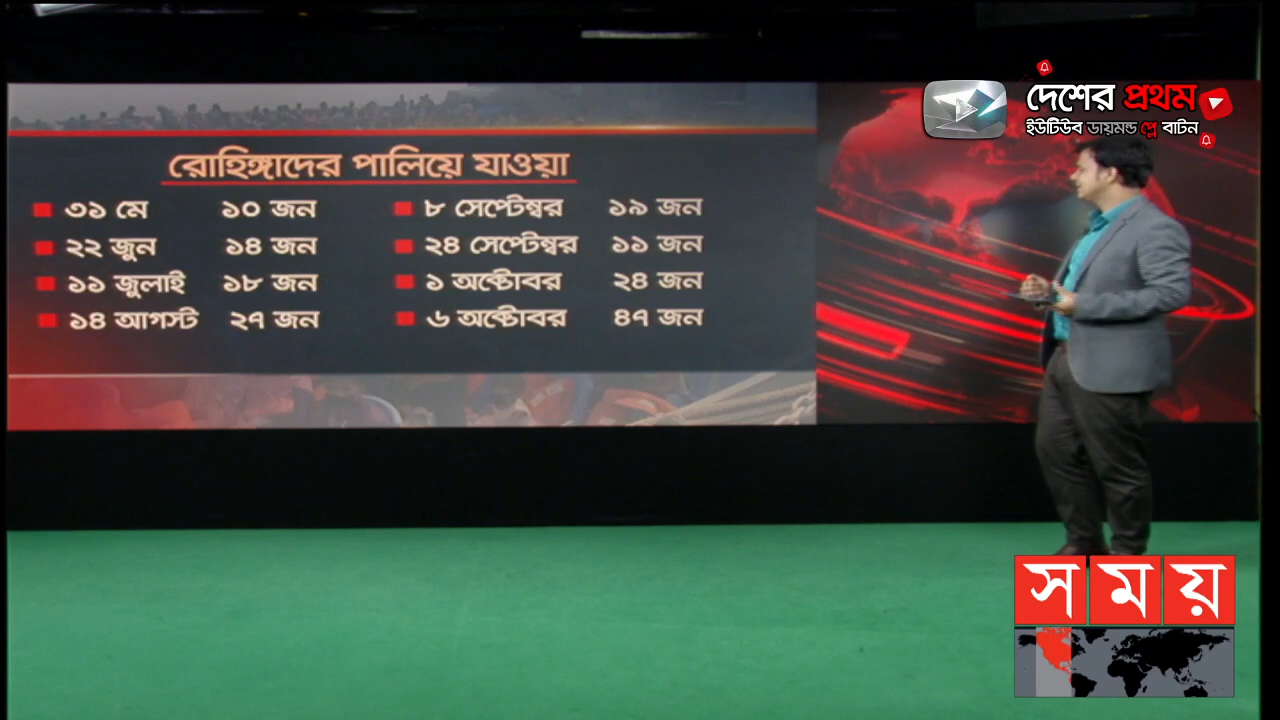 দেশের প্রথম
ইউটিউব ডায়মন্ড প্লে বাটন
রোহিঙ্গাদের পালিয়ে যাওয়া
৩১ মে ১০ জন
২২ জুন ১৪ জন
১১ জুলাই ১৮ জন
১৪ আগস্ট ২৭ জন
৮ সেপ্টেম্বর ১৯ জন
২৪ সেপ্টেম্বর ১১ জন
১ অক্টোবর ২৪ জন
৬ অক্টোবর ৪৭ জন
সময়